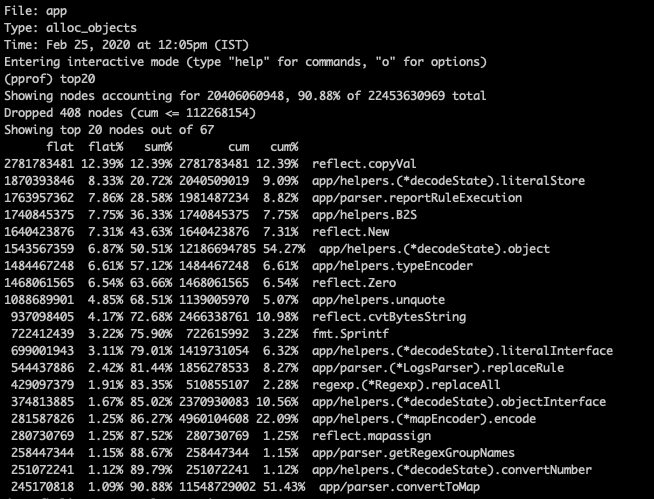 File: app
Type: alloc_objects
Time: Feb 25, 2020 at 12:05pm (IST)
Entering interactive mode (type "help" for commands, "o" for options)
(pprof) top20
Showing nodes accounting for 20406060948, 90.88% of 22453630969 total
Dropped 408 nodes (cum <= 112268154)
Showing top 20 nodes out of 67
flat flat% sum% cum cum%
2781783481 12.39% 12.39% 2781783481 12.39% reflect.copyVal
1870393846 8.33% 20.72% 2040509019 9.09% app/helpers.(*decodeState).literalStore
1763957362 7.86% 28.58% 1981487234 8.82% app/parser.reportRuleExecution
1740845375 7.75% 36.33% 1740845375 7.75% app/helpers.B2S
1640423876 7.31% 43.63% 1640423876 7.31% reflect.New
1543567359 6.87% 50.51% 12186694785 54.27% app/helpers.(*decodeState).object
1484467248 6.61% 57.12% 1484467248 6.61% app/helpers.typeEncoder
1468061565 6.54% 63.66% 1468061565 6.54% reflect.Zero
1088689901 4.85% 68.51% 1139005970 5.07% app/helpers.unquote
937098405 4.17% 72.68% 2466338761 10.98% reflect.cvtBytesString
722412439 3.22% 75.90% 722615992 3.22% fmt.Sprintf
699001943 3.11% 79.01% 1419731054 6.32% app/helpers.(*decodeState).literalInterface
544437886 2.42% 81.44% 1856278533 8.27% app/parser.(*LogsParser).replaceRule
429097379 1.91% 83.35% 510855107 2.28% regexp.(*Regexp).replaceAll
374813885 1.67% 85.02% 2370930083 10.56% app/helpers.(*decodeState).objectInterface
281587826 1.25% 86.27% 4960104608 22.09% app/helpers.(*mapEncoder).encode
280730769 1.25% 87.52% 280730769 1.25% reflect.mapassign
258447344 1.15% 88.67% 258447344 1.15% app/parser.getRegexGroupNames
251072241 1.12% 89.79% 251072241 1.12% app/helpers.(*decodeState).convertNumber
245170818 1.09% 90.88% 11548729002 51.43% app/parser.convertToMap